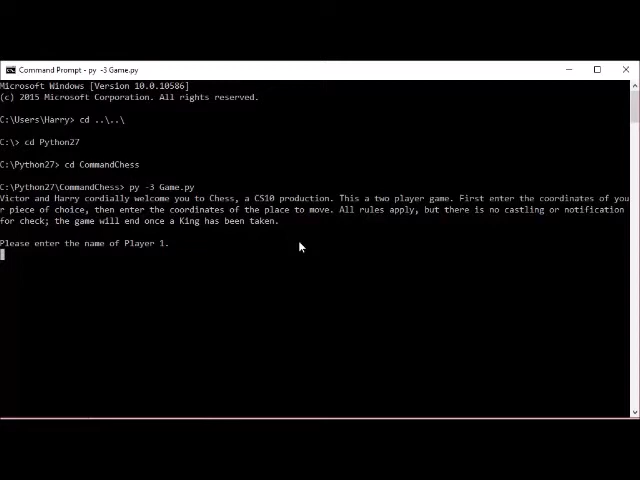 Command Prompt - py -3 Game.py
Microsoft Windows [Version 10.0.10586]
(c) 2015 Microsoft Corporation. All rights reserved.
C:\Users\Harry> cd ..\..\
C:\> cd Python27
C:\Python27> cd CommandChess
C:\Python27\CommandChess> py -3 Game.py
Victor and Harry cordially welcome you to Chess, a CS10 production. This a two player game. First enter the coordinates of you
r piece of choice, then enter the coordinates of the place to move. All rules apply, but there is no castling or notification
for check; the game will end once a King has been taken.
Please enter the name of Player 1.